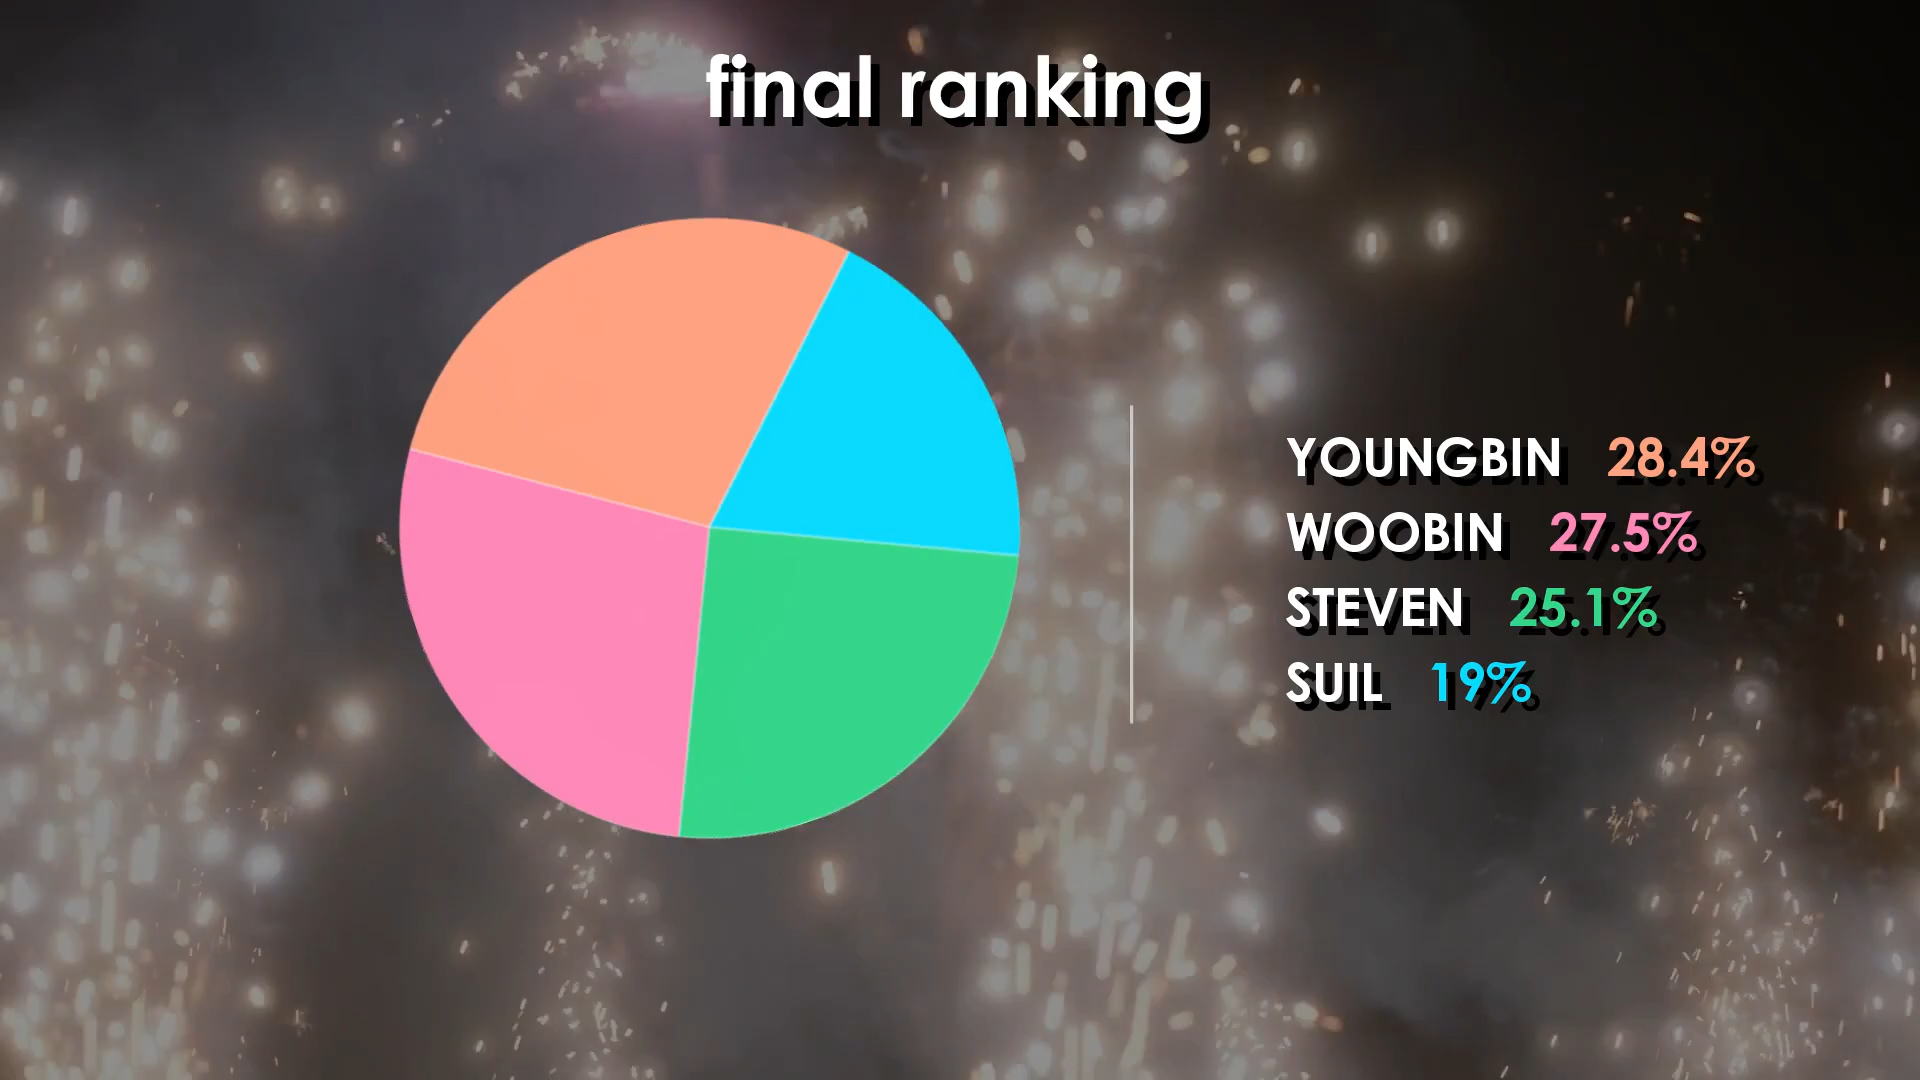 final ranking
YOUNGBIN 28.4%
WOOBIN 27.5%
STEVEN 25.1%
SUIL 19%